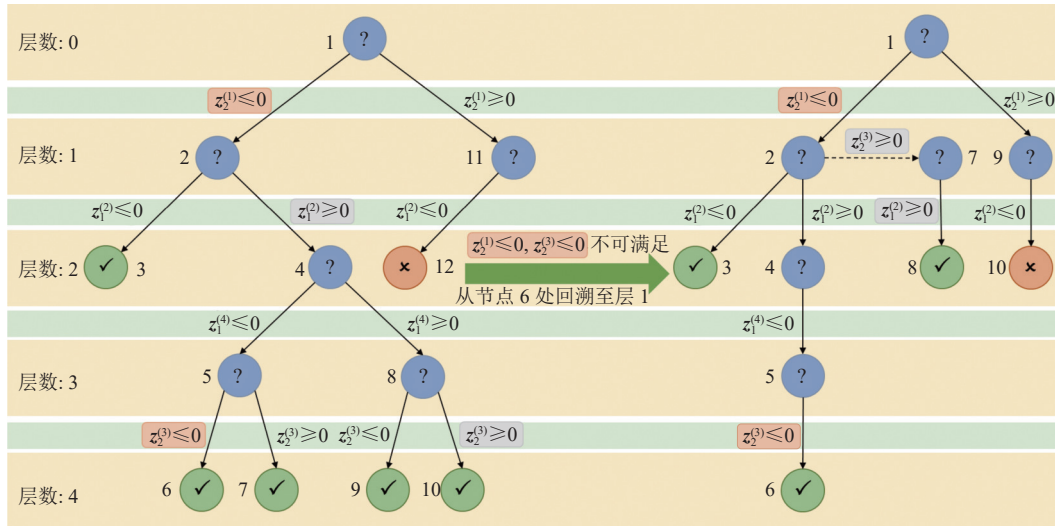 层数: 0
1
?
1
?
z₂⁽¹⁾≤0
z₂⁽¹⁾≥0
z₂⁽¹⁾≤0
z₂⁽¹⁾≥0
层数: 1
2
?
11
?
2
?
z₂⁽³⁾≥0
?
7
9
?
z₁⁽²⁾≤0
z₁⁽²⁾≥0
z₁⁽²⁾≤0
z₁⁽²⁾≤0
z₁⁽²⁾≥0
z₁⁽²⁾≥0
z₁⁽²⁾≤0
层数: 2
3
4
?
12
z₂⁽¹⁾≤0, z₂⁽³⁾≤0 不可满足
从节点 6 处回溯至层 1
3
4
?
8
10
z₁⁽⁴⁾≤0
z₁⁽⁴⁾≥0
z₁⁽⁴⁾≤0
层数: 3
5
?
8
?
5
?
z₂⁽³⁾≤0
z₂⁽³⁾≥0
z₂⁽³⁾≤0
z₂⁽³⁾≥0
z₂⁽³⁾≤0
层数: 4
6
7
9
10
6